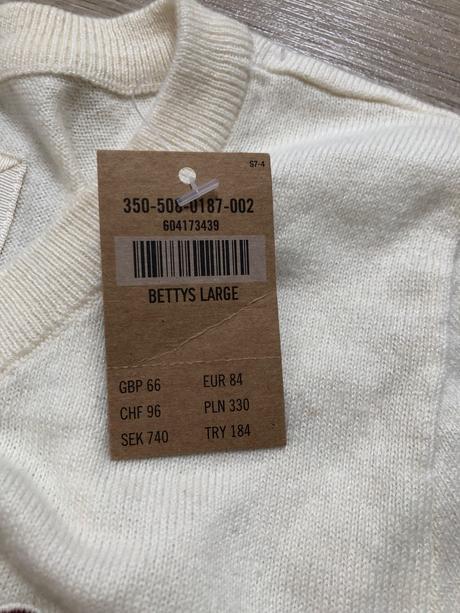 S7-4
350-508-0187-002
604173439
BETTYS LARGE
GBP 66 EUR 84
CHF 96 PLN 330
SEK 740 TRY 184